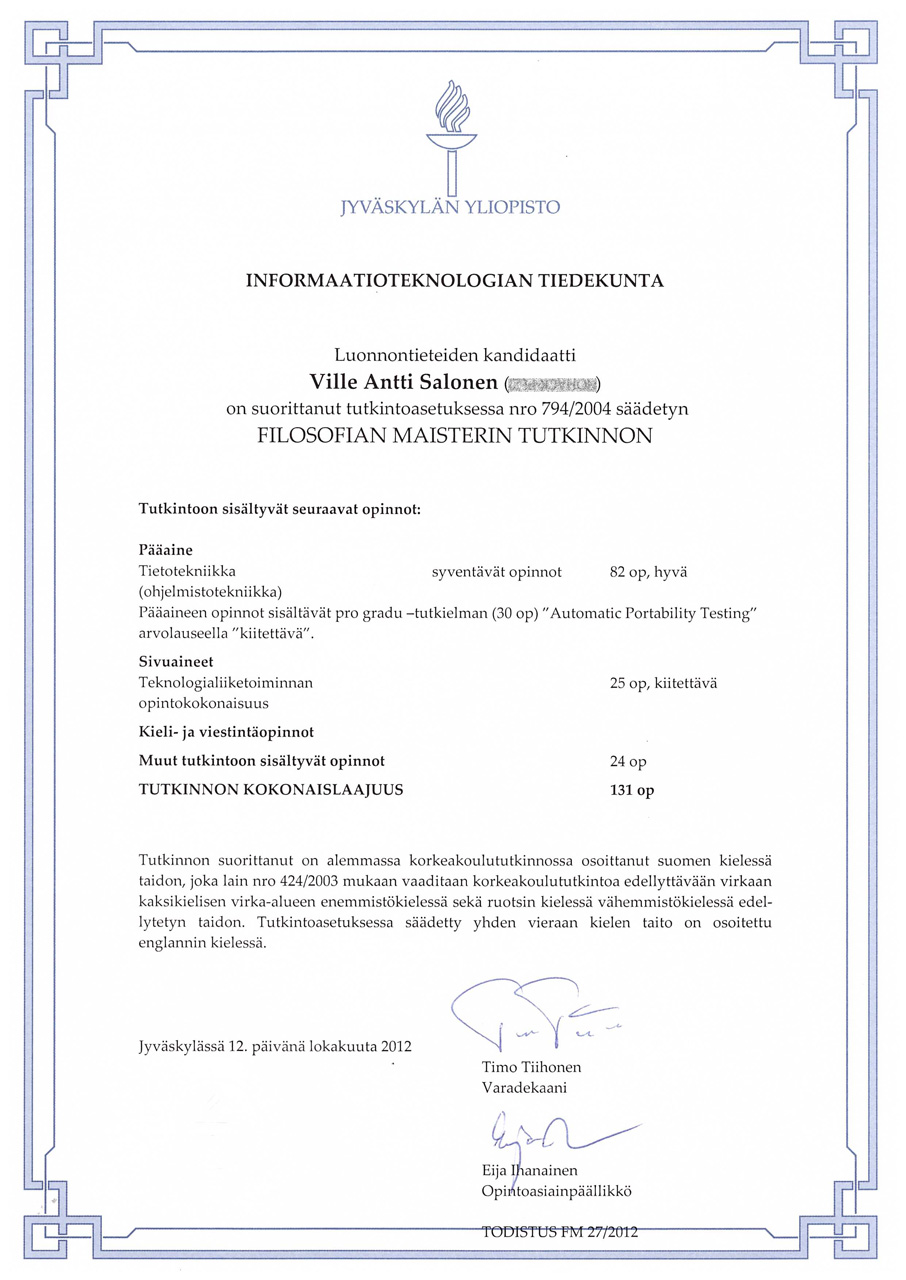 JYVÄSKYLÄN YLIOPISTO
INFORMAATIOTEKNOLOGIAN TIEDEKUNTA
Luonnontieteiden kandidaatti
Ville Antti Salonen ( )
on suorittanut tutkintoasetuksessa nro 794/2004 säädetyn
FILOSOFIAN MAISTERIN TUTKINNON
Tutkintoon sisältyvät seuraavat opinnot:
Pääaine
Tietotekniikka syventävät opinnot 82 op, hyvä
(ohjelmistotekniikka)
Pääaineen opinnot sisältävät pro gradu –tutkielman (30 op) ”Automatic Portability Testing”
arvolauseella ”kiitettävä”.
Sivuaineet
Teknologialiiketoiminnan 25 op, kiitettävä
opintokokonaisuus
Kieli- ja viestintäopinnot
Muut tutkintoon sisältyvät opinnot 24 op
TUTKINNON KOKONAISLAAJUUS 131 op
Tutkinnon suorittanut on alemmassa korkeakoulututkinnossa osoittanut suomen kielessä
taidon, joka lain nro 424/2003 mukaan vaaditaan korkeakoulututkintoa edellyttävään virkaan
kaksikielisen virka-alueen enemmistökielessä sekä ruotsin kielessä vähemmistökielessä edel-
lytetyn taidon. Tutkintoasetuksessa säädetty yhden vieraan kielen taito on osoitettu
englannin kielessä.
Jyväskylässä 12. päivänä lokakuuta 2012
Timo Tiihonen
Varadekaani
Eija Ihanainen
Opintoasiainpäällikkö
TODISTUS FM 27/2012